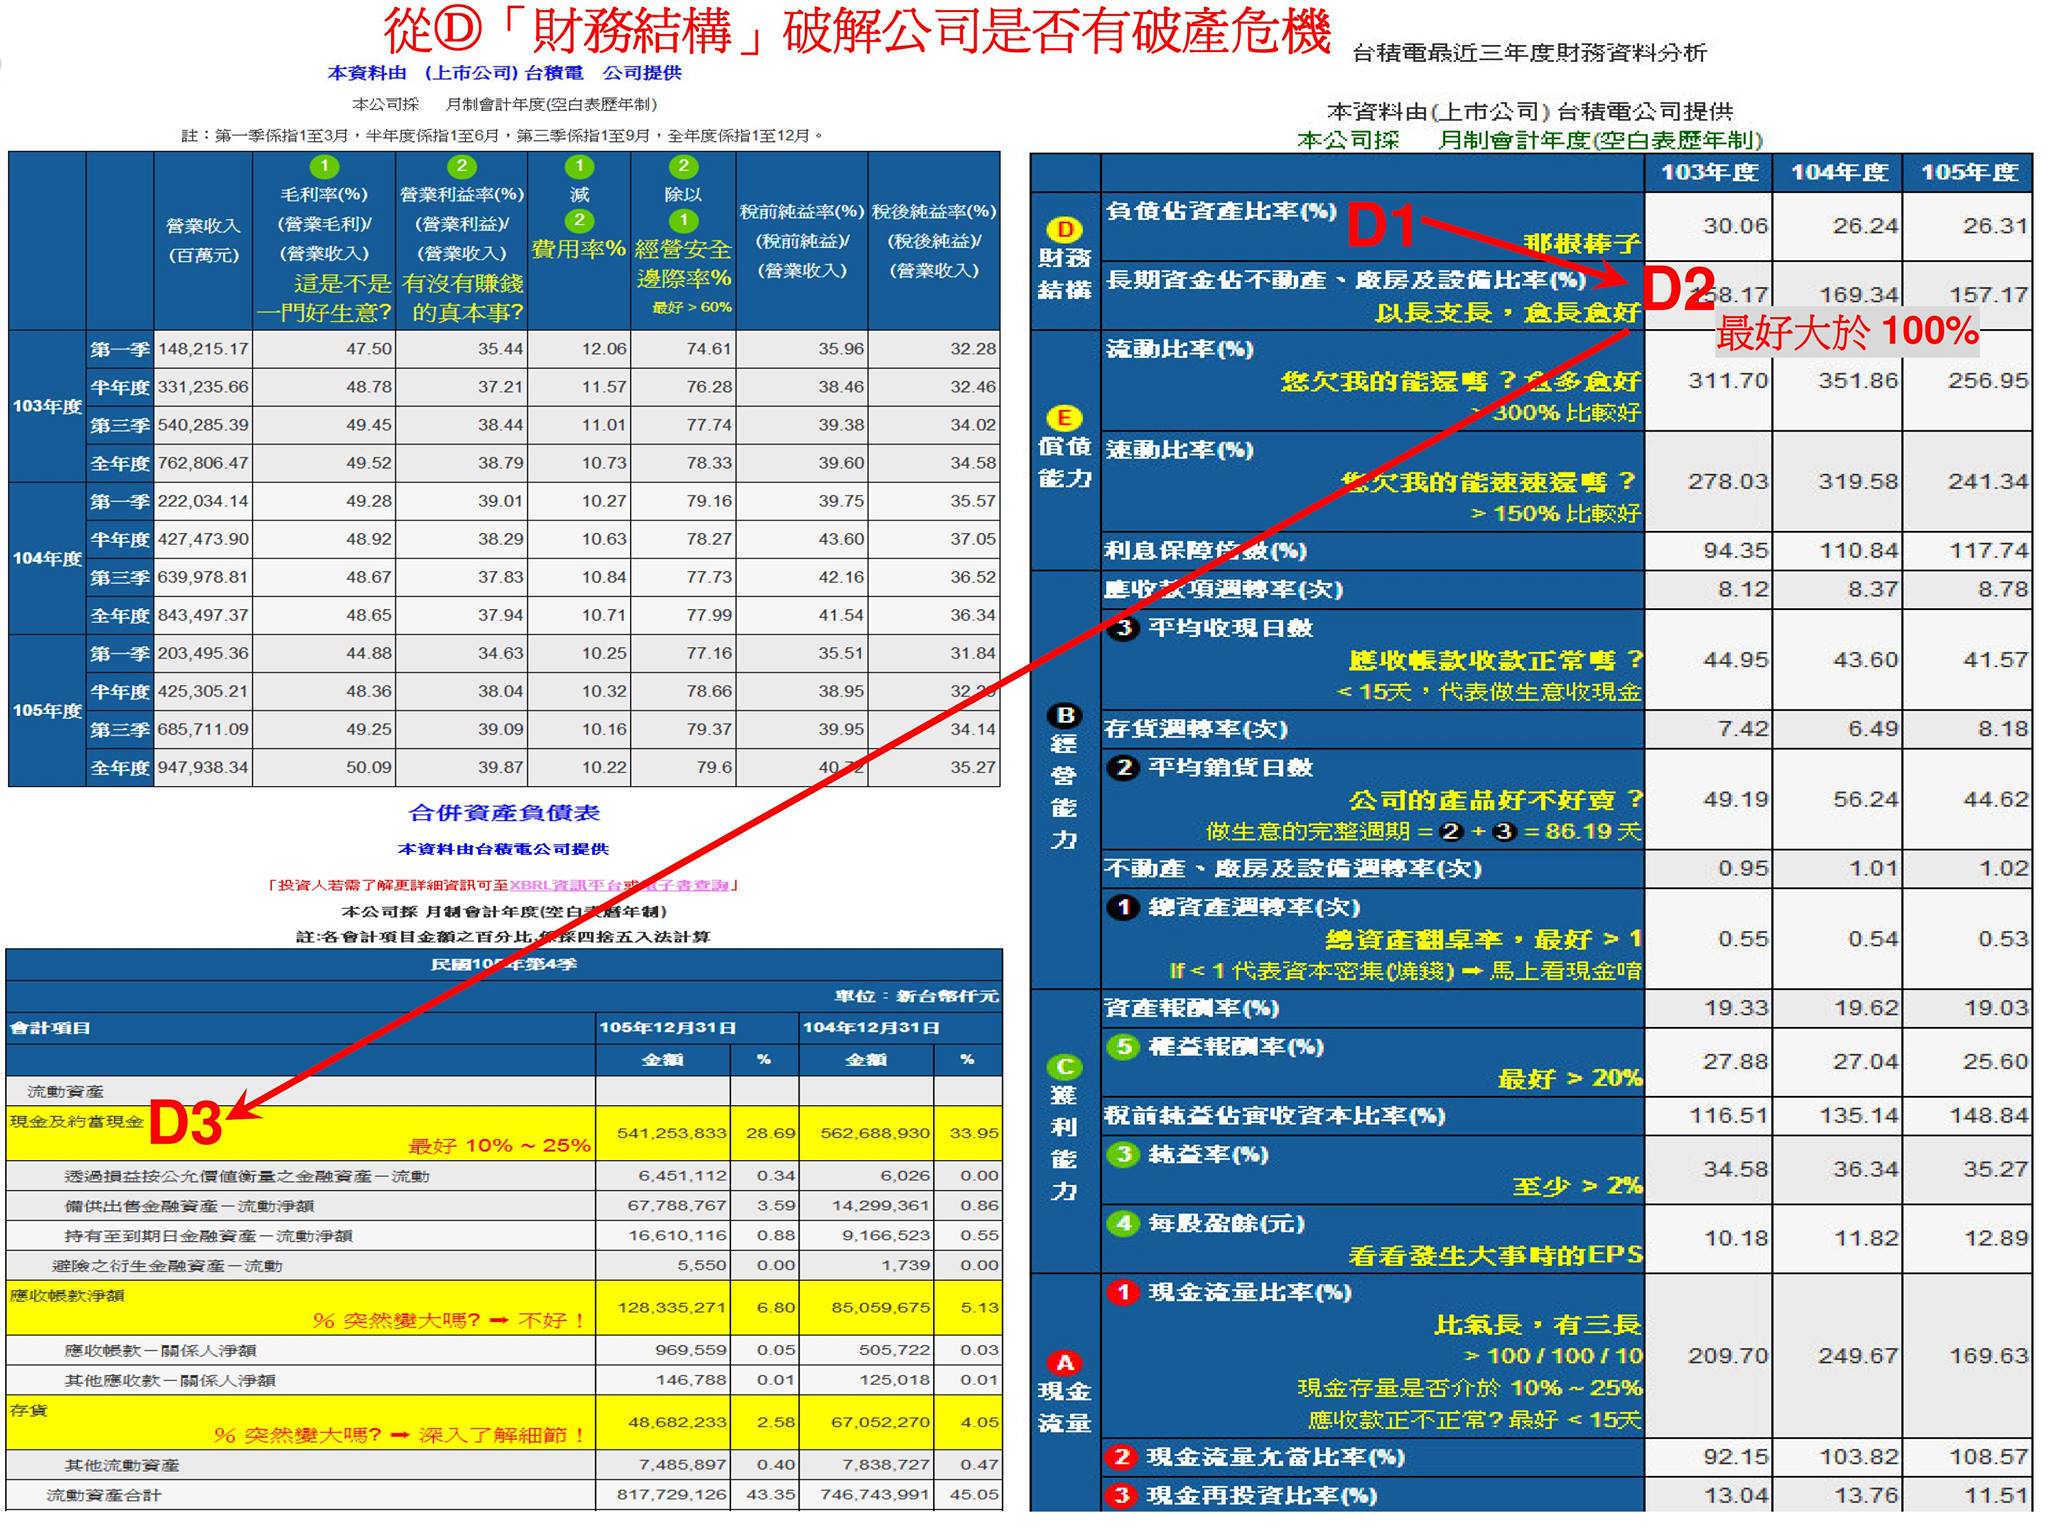 從Ⓓ「財務結構」破解公司是否有破產危機
本資料由 (上市公司) 台積電 公司提供
本公司採 月制會計年度(空白表歷年制)
註：第一季係指1至3月，半年度係指1至6月，第三季係指1至9月，全年度係指1至12月。
營業收入
(百萬元)
1
毛利率(%)
(營業毛利)/
(營業收入)
這是不是
一門好生意?
2
營業利益率(%)
(營業利益)/
(營業收入)
有沒有賺錢
的真本事?
1
減
2
費用率%
2
除以
1
經營安全
邊際率%
最好 > 60%
稅前純益率(%)
(稅前純益)/
(營業收入)
稅後純益率(%)
(稅後純益)/
(營業收入)
103年度
第一季 148,215.17 47.50 35.44 12.06 74.61 35.96 32.28
半年度 331,235.66 48.78 37.21 11.57 76.28 38.46 32.46
第三季 540,285.39 49.45 38.44 11.01 77.74 39.38 34.02
全年度 762,806.47 49.52 38.79 10.73 78.33 39.60 34.58
104年度
第一季 222,034.14 49.28 39.01 10.27 79.16 39.75 35.57
半年度 427,473.90 48.92 38.29 10.63 78.27 43.60 37.05
第三季 639,978.81 48.67 37.83 10.84 77.73 42.16 36.52
全年度 843,497.37 48.65 37.94 10.71 77.99 41.54 36.34
105年度
第一季 203,495.36 44.88 34.63 10.25 77.16 35.51 31.84
半年度 425,305.21 48.36 38.04 10.32 78.66 38.95
第三季 685,711.09 49.25 39.09 10.16 79.37 39.95 34.14
全年度 947,938.34 50.09 39.87 10.22 79.6 40.72 35.27
合併資產負債表
本資料由台積電公司提供
「投資人若需了解更詳細資訊可至XBRL資訊平台或電子書查詢」
本公司採 月制會計年度(空白表曆年制)
註:各會計項目金額之百分比,係採四捨五入法計算
民國105年第4季
單位：新台幣仟元
會計項目 105年12月31日 104年12月31日
金額 % 金額 %
流動資產
現金及約當現金 D3 最好 10% ~ 25% 541,253,833 28.69 562,688,930 33.95
透過損益按公允價值衡量之金融資產－流動 6,451,112 0.34 6,026 0.00
備供出售金融資產－流動淨額 67,788,767 3.59 14,299,361 0.86
持有至到期日金融資產－流動淨額 16,610,116 0.88 9,166,523 0.55
避險之衍生金融資產－流動 5,550 0.00 1,739 0.00
應收帳款淨額 % 突然變大嗎? ➡ 不好！ 128,335,271 6.80 85,059,675 5.13
應收帳款－關係人淨額 969,559 0.05 505,722 0.03
其他應收款－關係人淨額 146,788 0.01 125,018 0.01
存貨 % 突然變大嗎? ➡ 深入了解細節！ 48,682,233 2.58 67,052,270 4.05
其他流動資產 7,485,897 0.40 7,838,727 0.47
流動資產合計 817,729,126 43.35 746,743,991 45.05
台積電最近三年度財務資料分析
本資料由(上市公司) 台積電公司提供
本公司採 月制會計年度(空白表歷年制)
103年度 104年度 105年度
D
財務
結構
負債佔資產比率(%) D1
那根棒子
30.06 26.24 26.31
長期資金佔不動產、廠房及設備比率(%) D2
以長支長，愈長愈好
158.17 169.34 157.17
最好大於 100%
E
償債
能力
流動比率(%)
您欠我的能還嗎？愈多愈好
> 300% 比較好
311.70 351.86 256.95
速動比率(%)
您欠我的能速速還嗎？
> 150% 比較好
278.03 319.58 241.34
利息保障倍數(%) 94.35 110.84 117.74
B
經
營
能
力
應收款項週轉率(次) 8.12 8.37 8.78
3 平均收現日數
應收帳款收款正常嗎？
< 15天，代表做生意收現金
44.95 43.60 41.57
存貨週轉率(次) 7.42 6.49 8.18
2 平均銷貨日數
公司的產品好不好賣？
做生意的完整週期 = 2 + 3 = 86.19 天
49.19 56.24 44.62
不動產、廠房及設備週轉率(次) 0.95 1.01 1.02
1 總資產週轉率(次)
總資產翻桌率，最好 > 1
If < 1 代表資本密集(燒錢) ➡ 馬上看現金唷
0.55 0.54 0.53
C
獲
利
能
力
資產報酬率(%) 19.33 19.62 19.03
5 權益報酬率(%)
最好 > 20%
27.88 27.04 25.60
稅前純益佔實收資本比率(%) 116.51 135.14 148.84
3 純益率(%)
至少 > 2%
34.58 36.34 35.27
4 每股盈餘(元)
看看發生大事時的EPS
10.18 11.82 12.89
A
現金
流量
1 現金流量比率(%)
比氣長，有三長
> 100 / 100 / 10
現金存量是否介於 10% ~ 25%
應收款正不正常? 最好 < 15天
209.70 249.67 169.63
2 現金流量允當比率(%) 92.15 103.82 108.57
3 現金再投資比率(%) 13.04 13.76 11.51